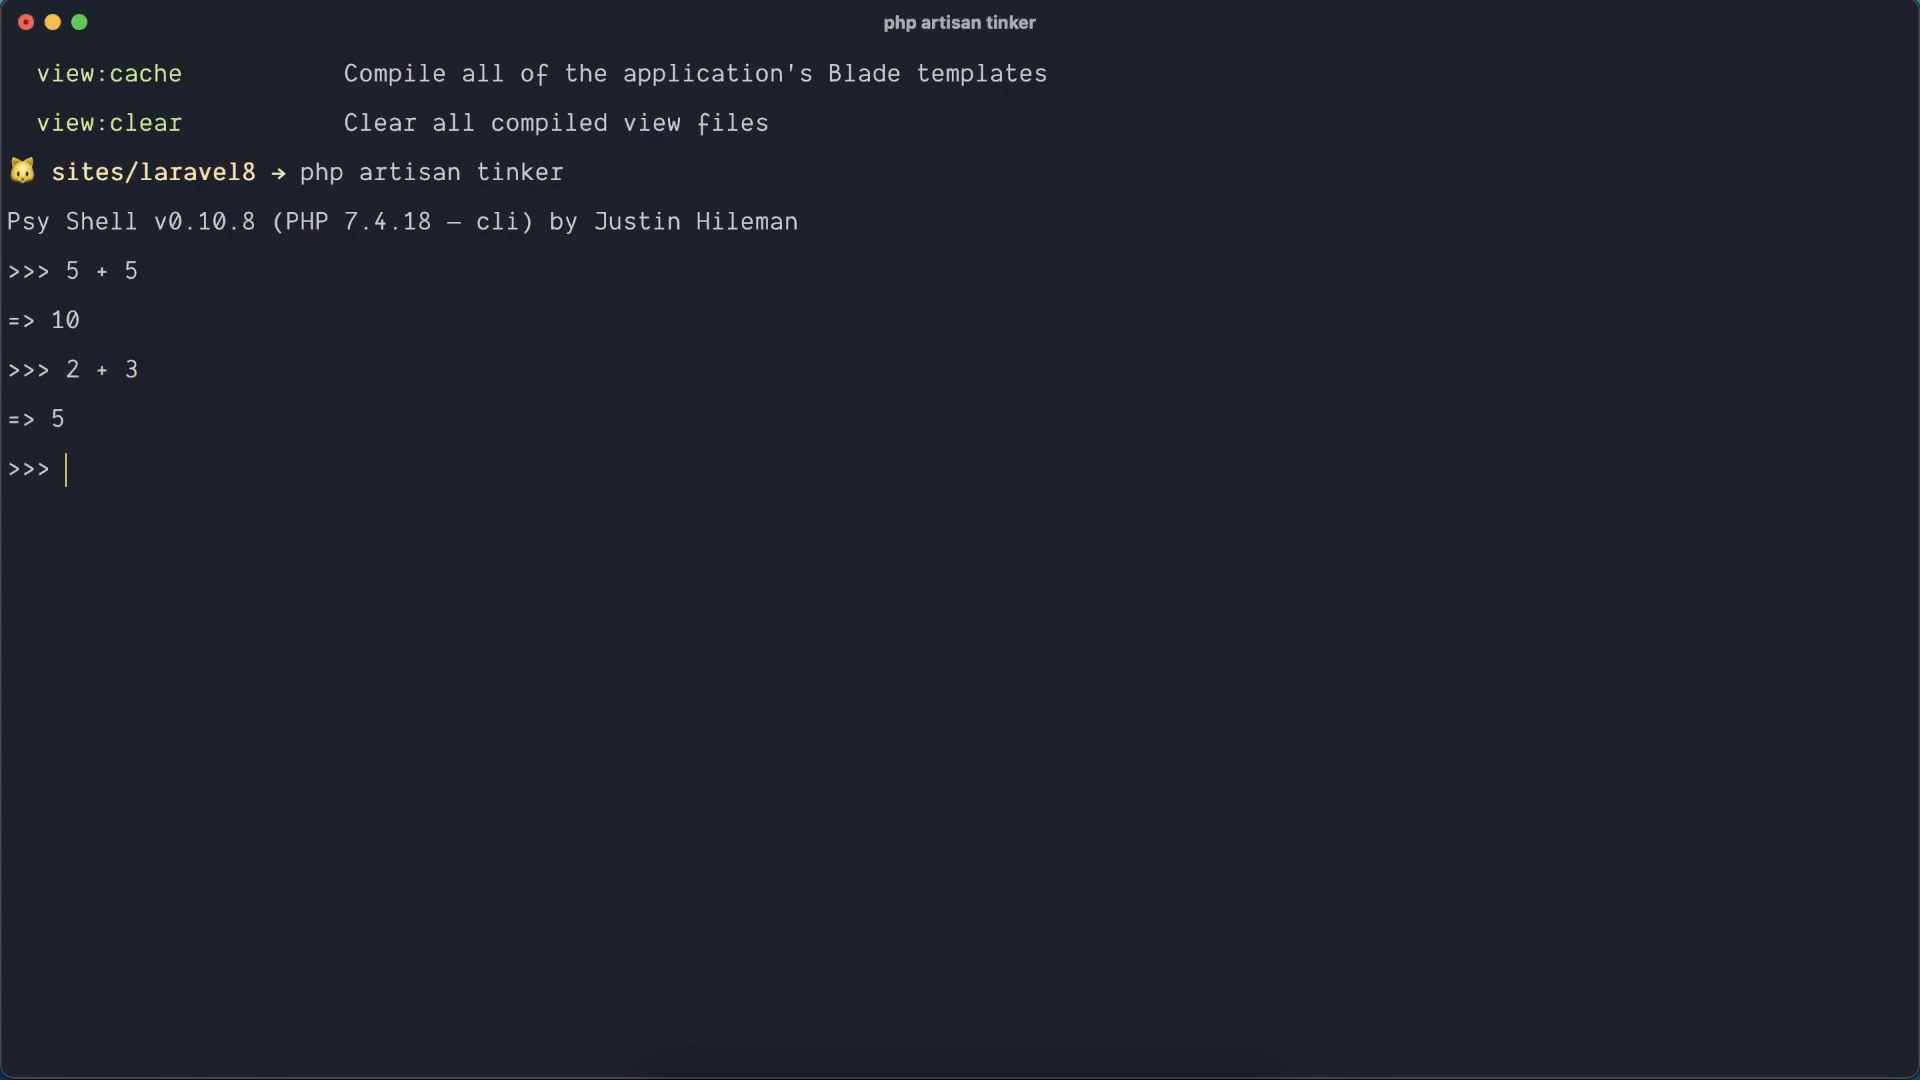 php artisan tinker
view:cache Compile all of the application's Blade templates
view:clear Clear all compiled view files
sites/laravel8 → php artisan tinker
Psy Shell v0.10.8 (PHP 7.4.18 — cli) by Justin Hileman
>>> 5 + 5
=> 10
>>> 2 + 3
=> 5
>>>